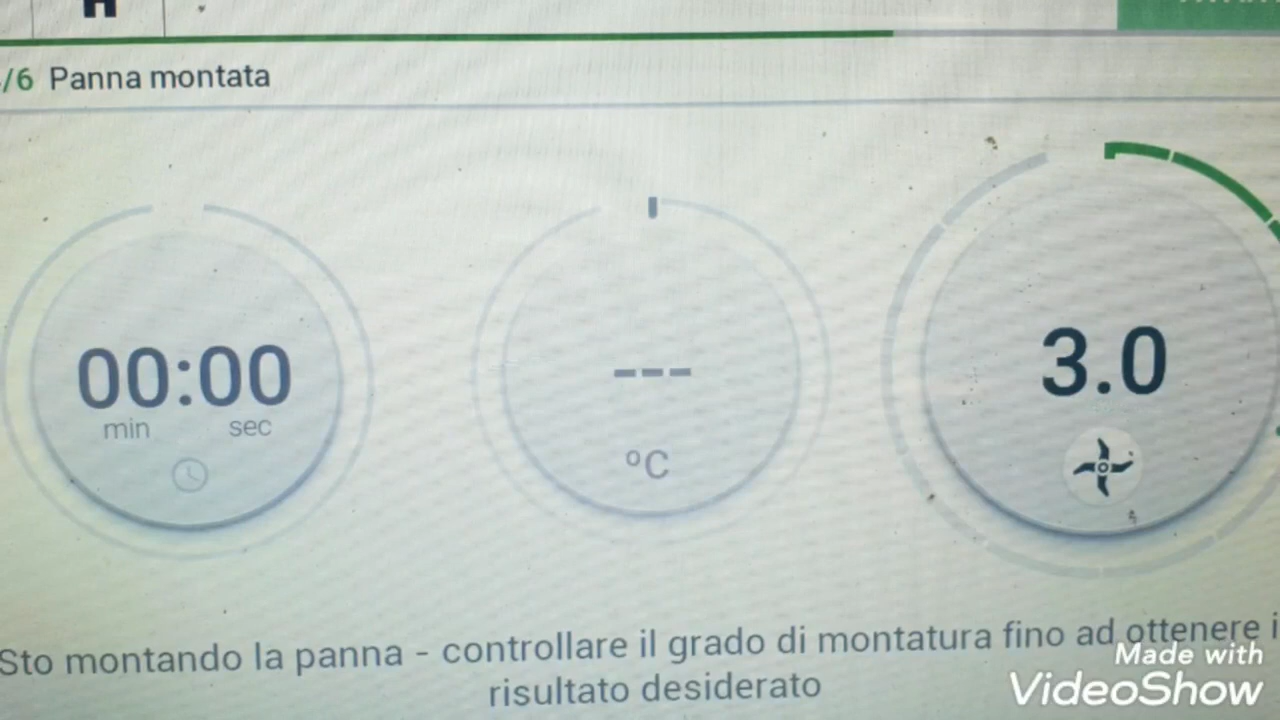 /6 Panna montata
00:00
min sec
---
ºC
3.0
Sto montando la panna - controllare il grado di montatura fino ad ottenere i
risultato desiderato
Made with
VideoShow